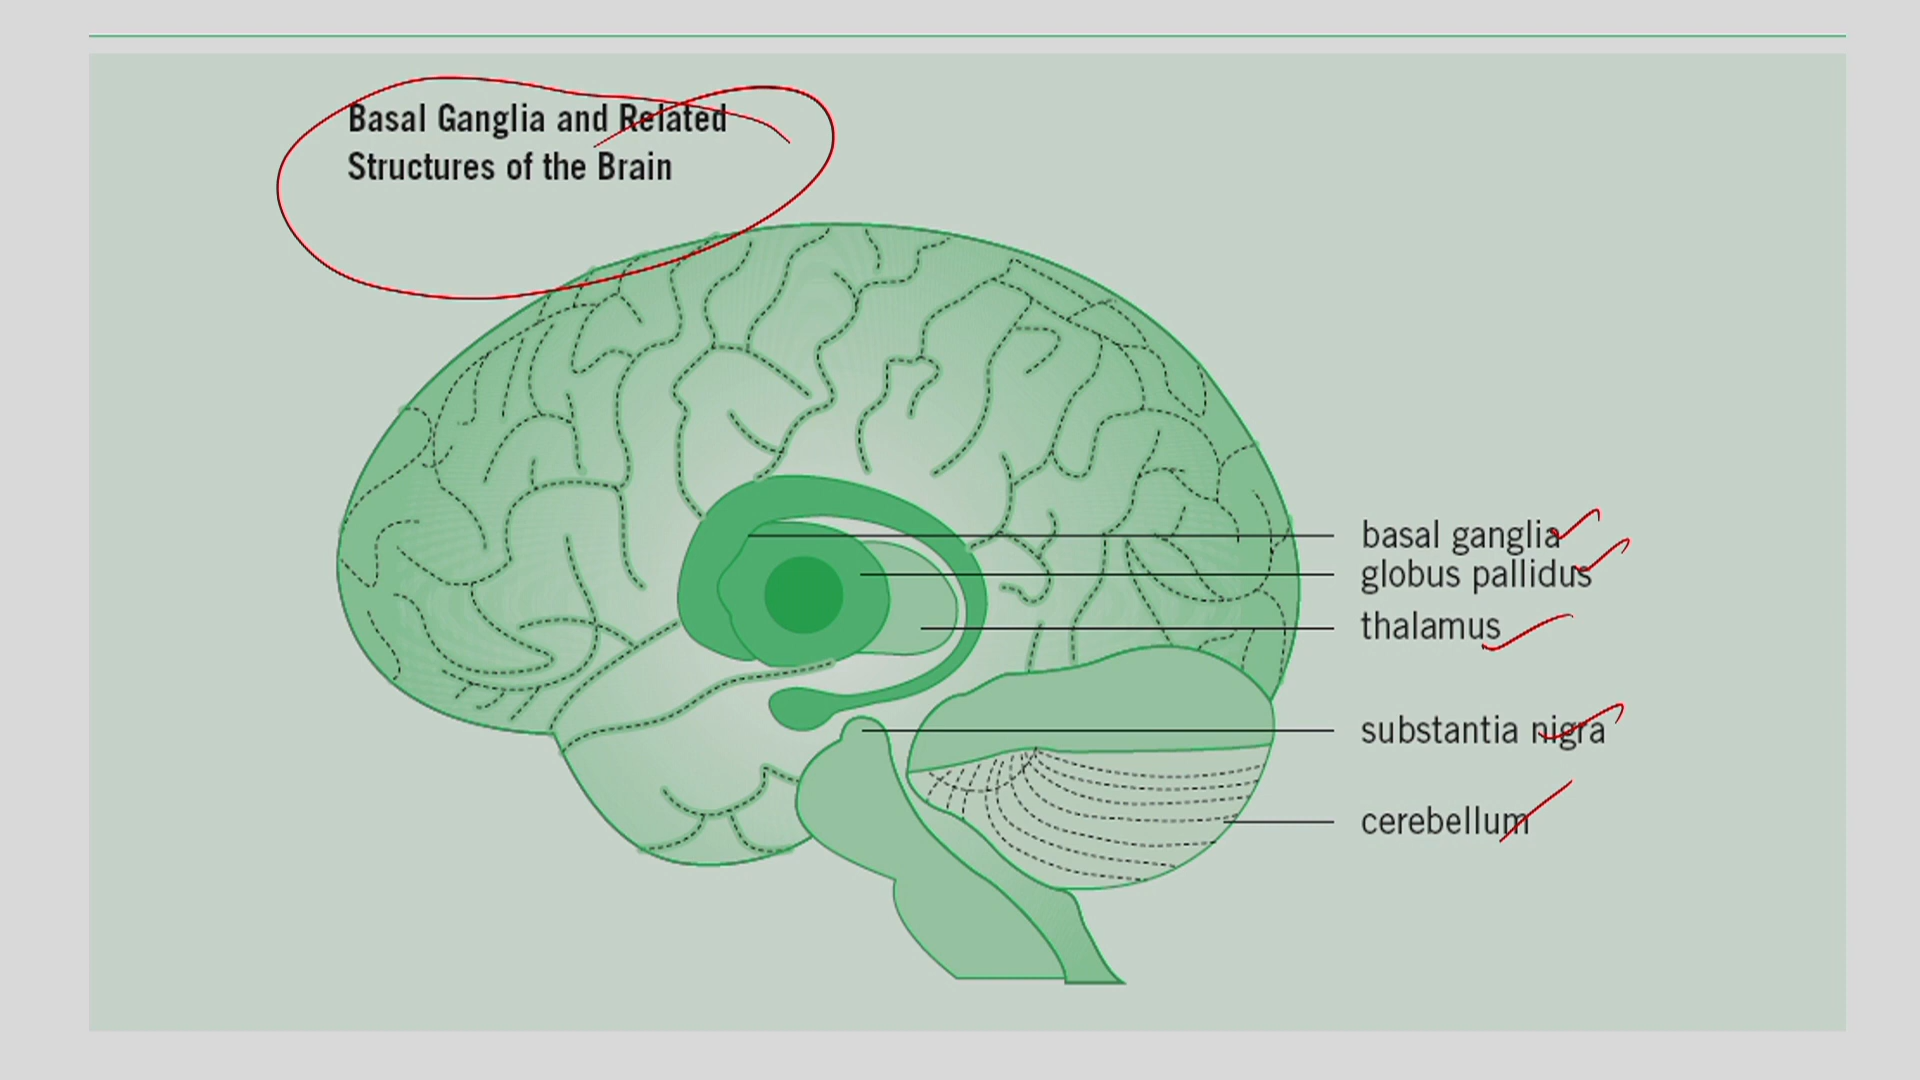 Basal Ganglia and Related
Structures of the Brain
basal ganglia
globus pallidus
thalamus
substantia nigra
cerebellum